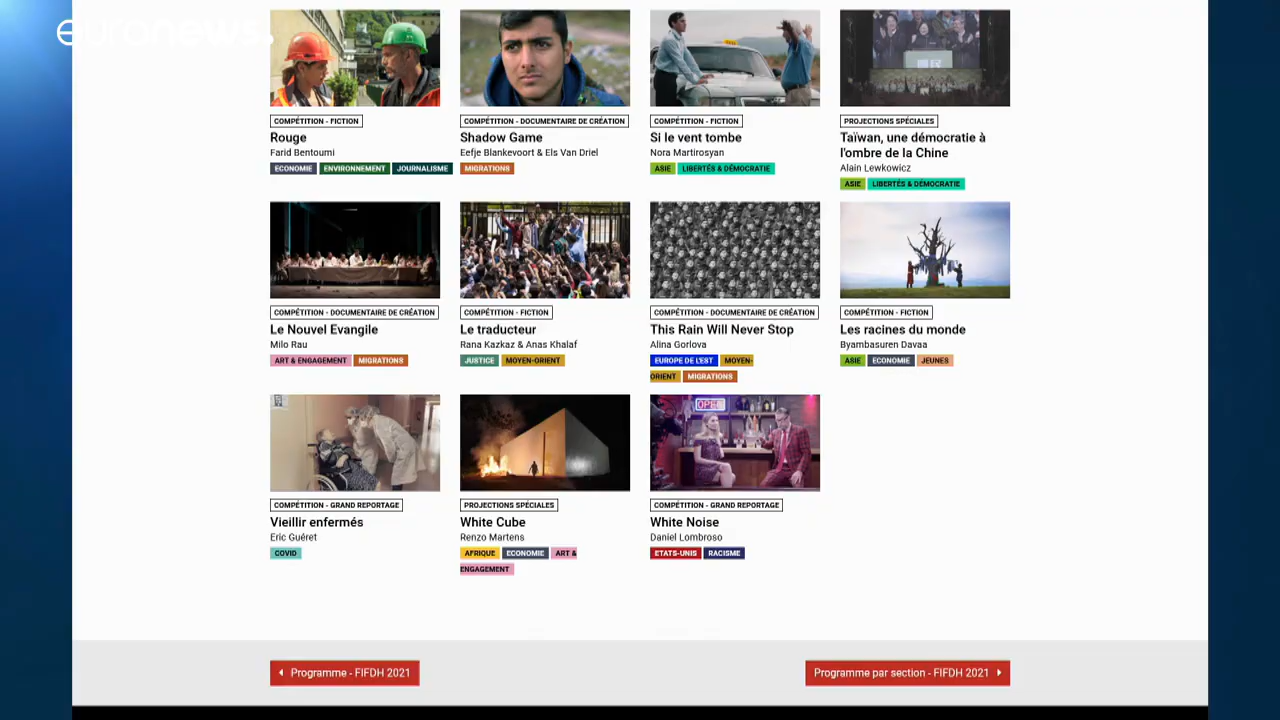 euronews.
COMPÉTITION - FICTION
Rouge
Farid Bentoumi
ECONOMIE ENVIRONNEMENT JOURNALISME
COMPÉTITION - DOCUMENTAIRE DE CRÉATION
Shadow Game
Eefje Blankevoort & Els Van Driel
MIGRATIONS
COMPÉTITION - FICTION
Si le vent tombe
Nora Martirosyan
ASIE LIBERTÉS & DÉMOCRATIE
PROJECTIONS SPÉCIALES
Taïwan, une démocratie à
l'ombre de la Chine
Alain Lewkowicz
ASIE LIBERTÉS & DÉMOCRATIE
COMPÉTITION - DOCUMENTAIRE DE CRÉATION
Le Nouvel Evangile
Milo Rau
ART & ENGAGEMENT MIGRATIONS
COMPÉTITION - FICTION
Le traducteur
Rana Kazkaz & Anas Khalaf
JUSTICE MOYEN-ORIENT
COMPÉTITION - DOCUMENTAIRE DE CRÉATION
This Rain Will Never Stop
Alina Gorlova
EUROPE DE L'EST MOYEN-
ORIENT MIGRATIONS
COMPÉTITION - FICTION
Les racines du monde
Byambasuren Davaa
ASIE ECONOMIE JEUNES
COMPÉTITION - GRAND REPORTAGE
Vieillir enfermés
Eric Guéret
COVID
PROJECTIONS SPÉCIALES
White Cube
Renzo Martens
AFRIQUE ECONOMIE ART &
ENGAGEMENT
OPEN
COMPÉTITION - GRAND REPORTAGE
White Noise
Daniel Lombroso
ETATS-UNIS RACISME
Programme - FIFDH 2021
Programme par section - FIFDH 2021